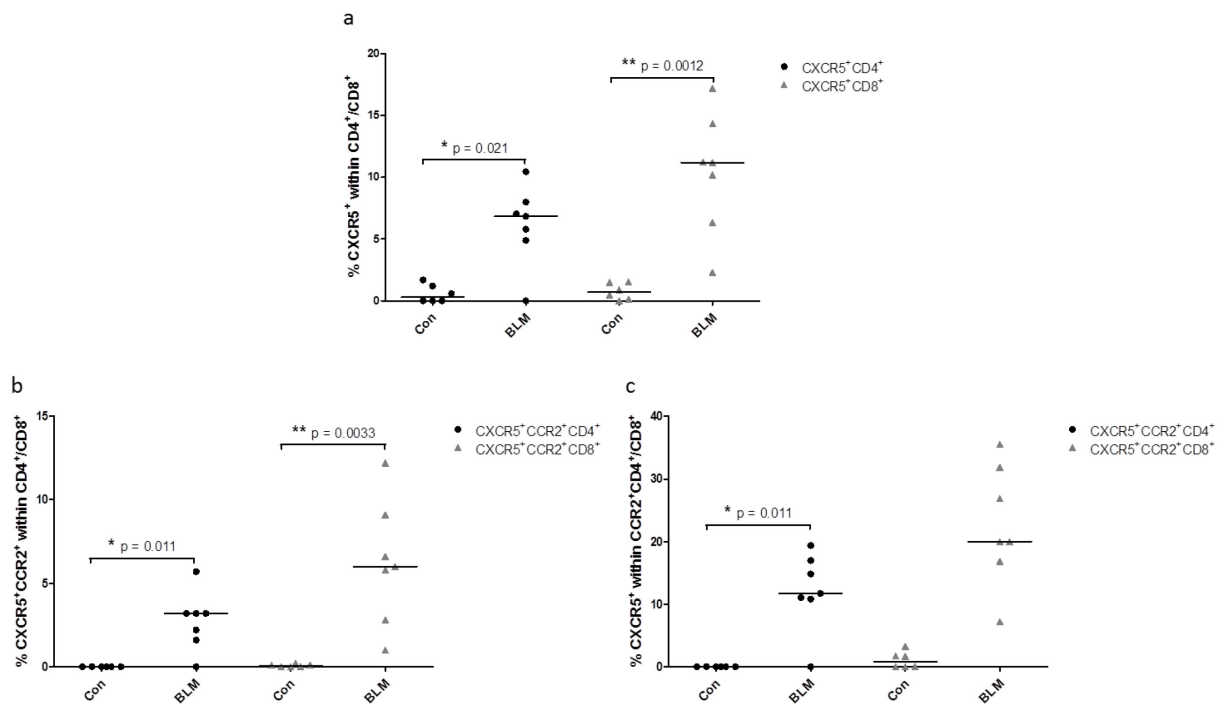 a
% CXCR5⁺ within CD4⁺/CD8⁺
20
15
10
5
0
* p = 0.021
** p = 0.0012
Con
BLM
Con
BLM
CXCR5⁺CD4⁺
CXCR5⁺CD8⁺
b
% CXCR5⁺CCR2⁺ within CD4⁺/CD8⁺
15
10
5
0
* p = 0.011
** p = 0.0033
Con
BLM
Con
BLM
CXCR5⁺CCR2⁺CD4⁺
CXCR5⁺CCR2⁺CD8⁺
c
% CXCR5⁺ within CCR2⁺CD4⁺/CD8⁺
40
30
20
10
0
* p = 0.011
Con
BLM
Con
BLM
CXCR5⁺CCR2⁺CD4⁺
CXCR5⁺CCR2⁺CD8⁺